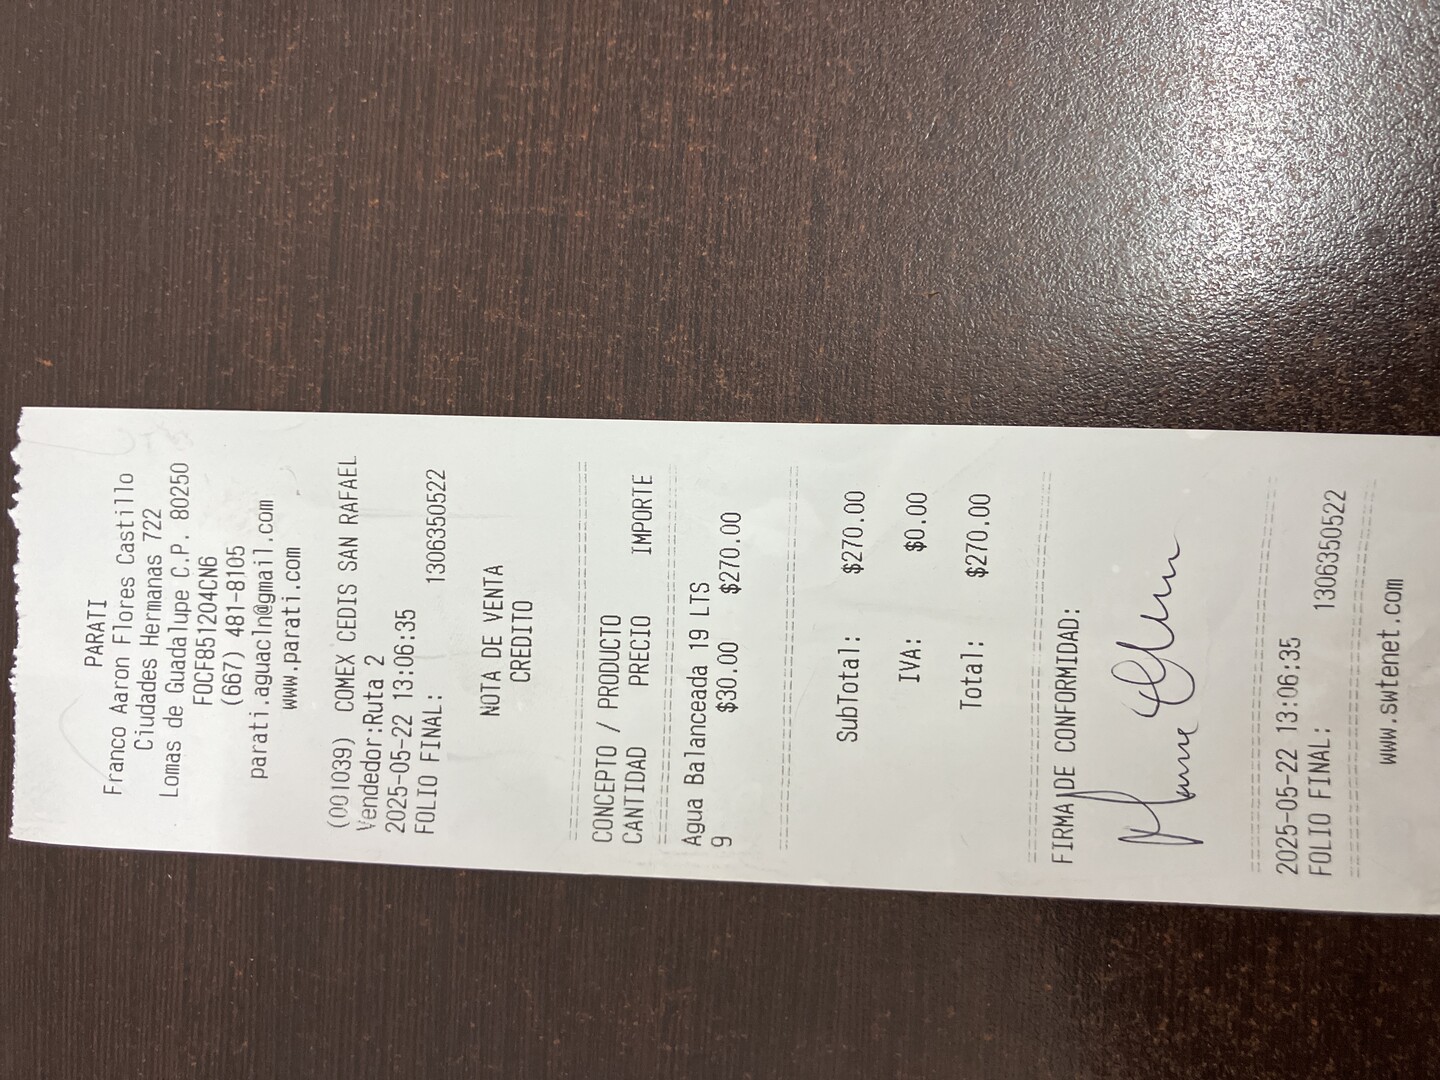 PARATI
Franco Aaron Flores Castillo
Ciudades Hermanas 722
Lomas de Guadalupe C.P. 80250
FOCF851204CN6
(667) 481-8105
parati.aguacln@gmail.com
www.parati.com
(001039) COMEX CEDIS SAN RAFAEL
Vendedor:Ruta 2
2025-05-22 13:06:35
FOLIO FINAL: 1306350522
NOTA DE VENTA
CREDITO
CONCEPTO / PRODUCTO
CANTIDAD PRECIO IMPORTE
Agua Balanceada 19 LTS
9 $30.00 $270.00
SubTotal: $270.00
IVA: $0.00
Total: $270.00
FIRMA DE CONFORMIDAD:
2025-05-22 13:06:35
FOLIO FINAL: 1306350522
www.swtenet.com